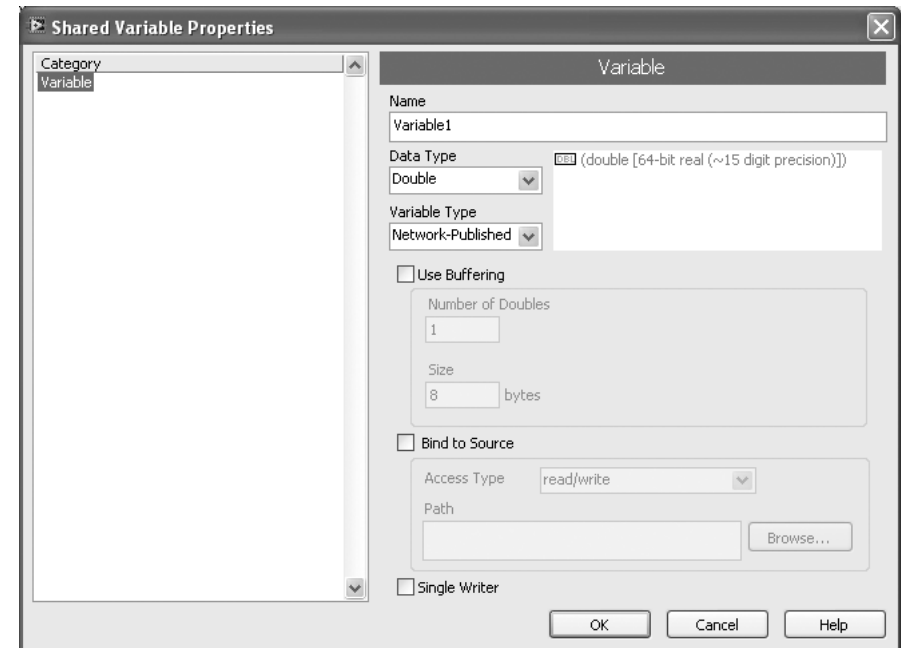 Shared Variable Properties
Category
Variable
Variable
Name
Variable1
Data Type
Double
DBL (double [64-bit real (~15 digit precision)])
Variable Type
Network-Published
Use Buffering
Number of Doubles
1
Size
8 bytes
Bind to Source
Access Type read/write
Path
Browse...
Single Writer
OK Cancel Help